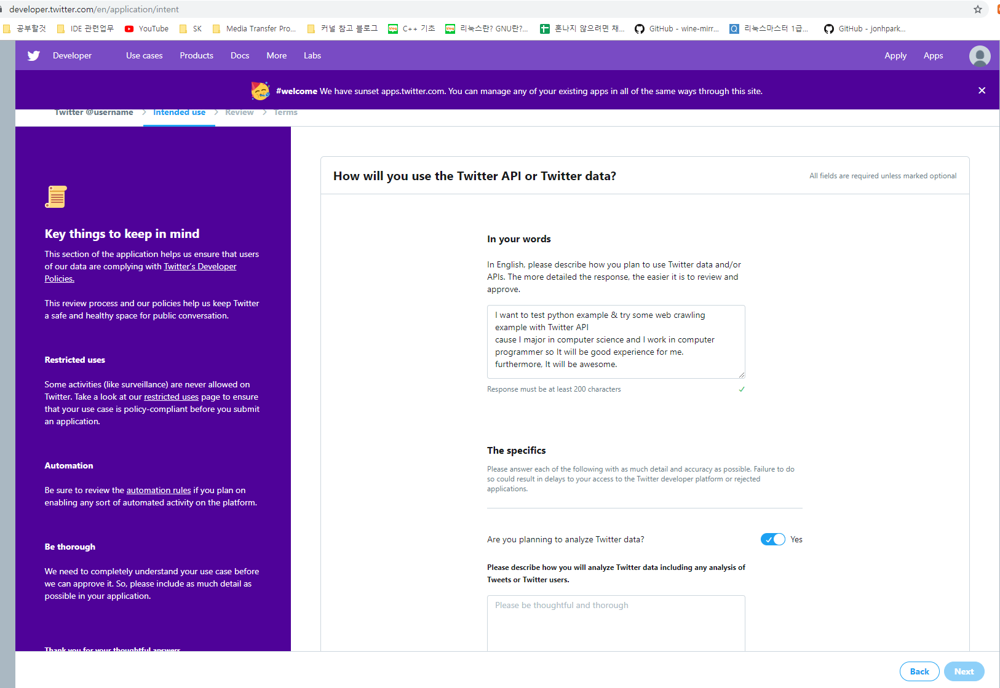 developer.twitter.com/en/application/intent
공부할것 IDE 관련업무 YouTube SK Media Transfer Pro... 커널 참고 블로그 blog C++ 기초 blog 리눅스란? GNU란?... 혼나지 않으려면 채... GitHub - wine-mirr... Q 리눅스마스터 1급... GitHub - jonhpark...
Developer Use cases Products Docs More Labs Apply Apps
#welcome We have sunset apps.twitter.com. You can manage any of your existing apps in all of the same ways through this site.
Twitter @username Intended use Review Terms
Key things to keep in mind
This section of the application helps us ensure that users
of our data are complying with Twitter's Developer
Policies.
This review process and our policies help us keep Twitter
a safe and healthy space for public conversation.
Restricted uses
Some activities (like surveillance) are never allowed on
Twitter. Take a look at our restricted uses page to ensure
that your use case is policy-compliant before you submit
an application.
Automation
Be sure to review the automation rules if you plan on
enabling any sort of automated activity on the platform.
Be thorough
We need to completely understand your use case before
we can approve it. So, please include as much detail as
possible in your application.
Thank you for your thoughtful answers
How will you use the Twitter API or Twitter data?
All fields are required unless marked optional
In your words
In English, please describe how you plan to use Twitter data and/or
APIs. The more detailed the response, the easier it is to review and
approve.
I want to test python example & try some web crawling
example with Twitter API
cause I major in computer science and I work in computer
programmer so It will be good experience for me.
furthermore, It will be awesome.
Response must be at least 200 characters
The specifics
Please answer each of the following with as much detail and accuracy as possible. Failure to do
so could result in delays to your access to the Twitter developer platform or rejected
applications.
Are you planning to analyze Twitter data? Yes
Please describe how you will analyze Twitter data including any analysis of
Tweets or Twitter users.
Please be thoughtful and thorough
Back Next